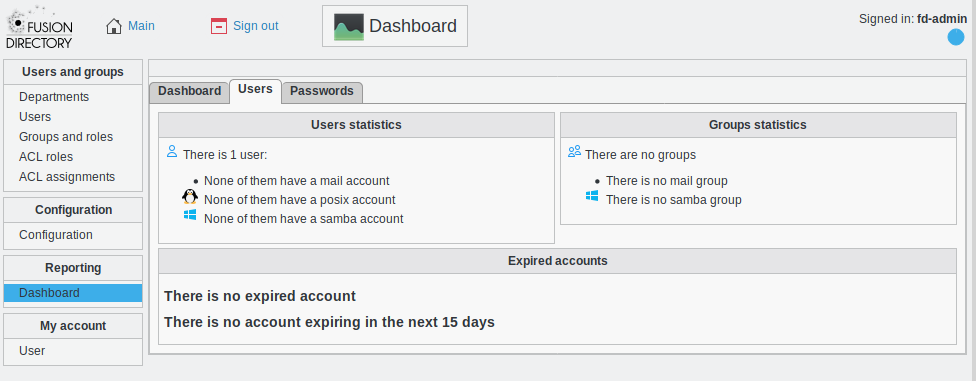 FUSION
DIRECTORY
Main
Sign out
Dashboard
Signed in: fd-admin
Users and groups
Departments
Users
Groups and roles
ACL roles
ACL assignments
Configuration
Configuration
Reporting
Dashboard
My account
User
Dashboard
Users
Passwords
Users statistics
There is 1 user:
None of them have a mail account
None of them have a posix account
None of them have a samba account
Groups statistics
There are no groups
There is no mail group
There is no samba group
Expired accounts
There is no expired account
There is no account expiring in the next 15 days